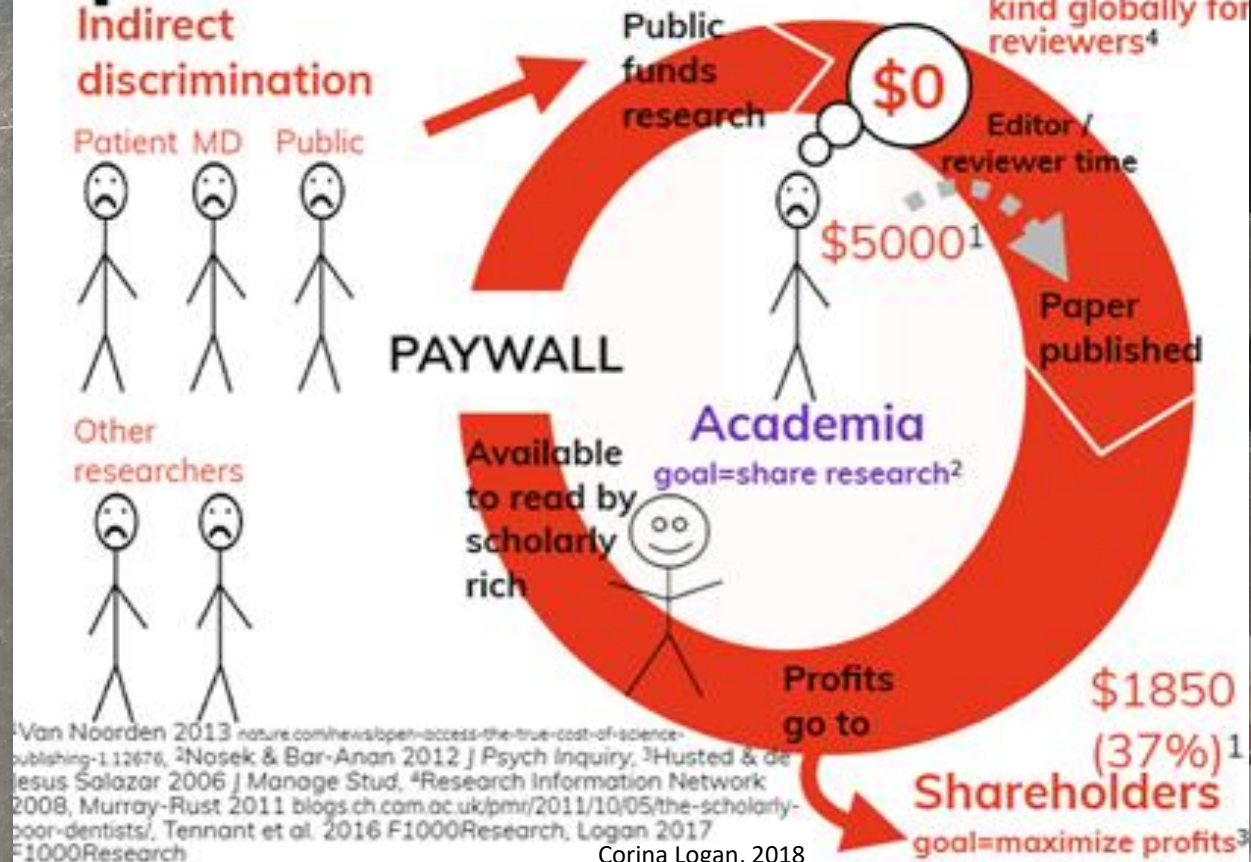 Indirect
discrimination
Patient MD Public
Public
funds
research
kind globally for
reviewers⁴
$0
Editor /
reviewer time
$5000¹
Paper
published
PAYWALL
Academia
goal=share research²
Other
researchers
Available
to read by
scholarly
rich
Profits
go to
$1850
(37%)¹
Shareholders
goal=maximize profits³
¹Van Noorden 2013 nature.com/news/open-access-the-true-cost-of-science-
publishing-1.12676, ²Nosek & Bar-Anan 2012 J Psych Inquiry, ³Husted & de
Jesus Salazar 2006 J Manage Stud, ⁴Research Information Network
2008, Murray-Rust 2011 blogs.ch.cam.ac.uk/pmr/2011/10/05/the-scholarly-
poor-dentists/, Tennant et al. 2016 F1000Research, Logan 2017
F1000Research
Corina Logan, 2018